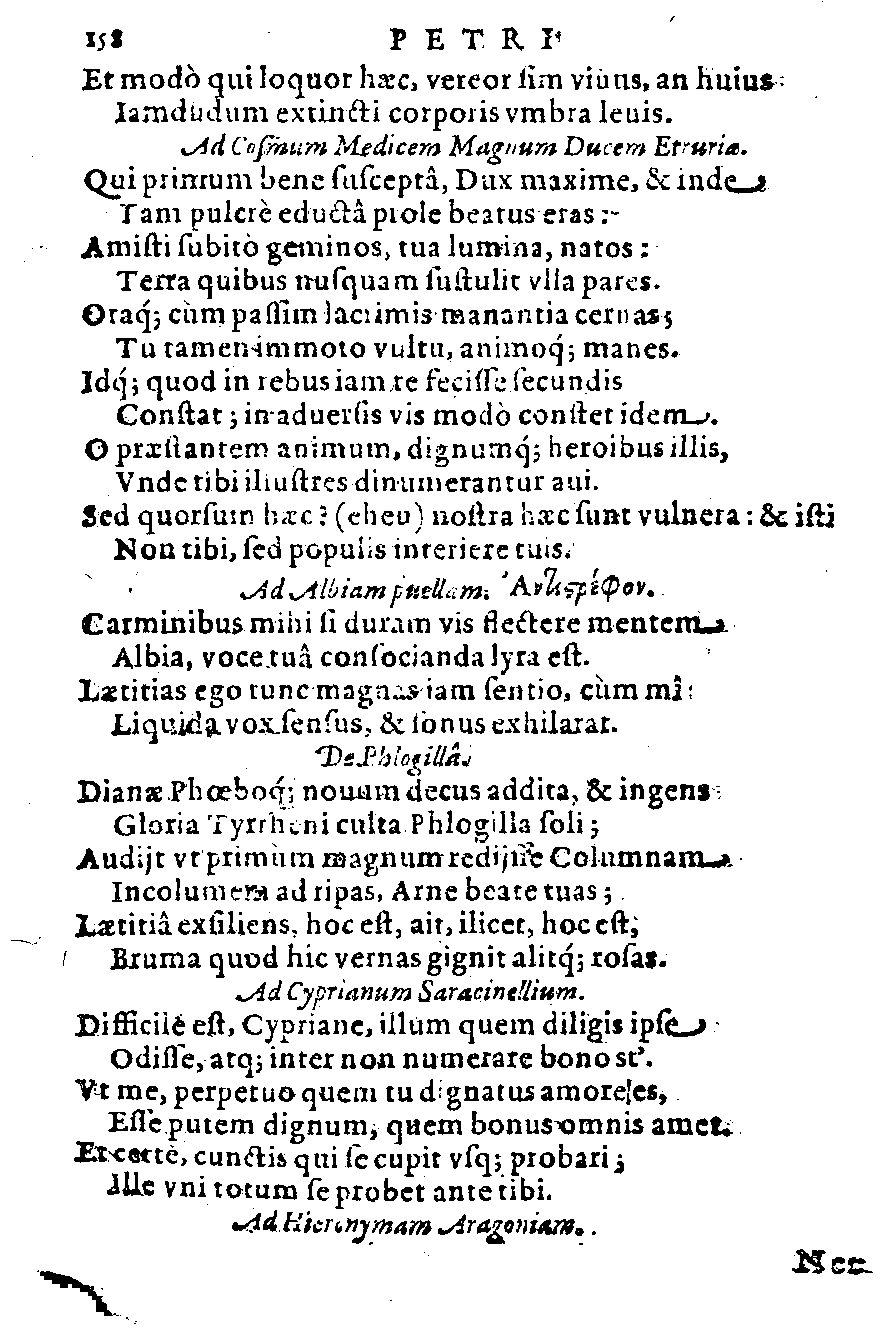 158 PETRI
Et modò qui loquor hæc, vereor sim viuus, an huius
Iamdudum extincti corporis vmbra leuis.
Ad Cosmum Medicem Magnum Ducem Etruriæ.
Qui primum bene susceptâ, Dux maxime, & inde
Tam pulcrè eductâ prole beatus eras:
Amisti subitò geminos, tua lumina, natos:
Terra quibus nusquam sustulit vlla pares.
Oraq́; cùm passim lacrimis manantia cernas;
Tu tamen immoto vultu, animoq́; manes.
Idq́; quod in rebus iam te fecisse secundis
Constat; in aduersis vis modò constet idem.
O præstantem animum, dignumq́; heroibus illis,
Vnde tibi illustres dinumerantur aui.
Sed quorsum hæc? (eheu) nostra hæc sunt vulnera: & isti
Non tibi, sed populis interiere tuis.
Ad Albiam puellam. Ἀντιστρέφον.
Carminibus mihi si duram vis flectere mentem
Albia, voce tuâ consocianda lyra est.
Lætitias ego tunc magnas iam sentio, cùm mî
Liquida vox sensus, & sonus exhilarat.
De Phlogillâ.
Dianæ Phœboq́; nouum decus addita, & ingens
Gloria Tyrrheni culta Phlogilla soli;
Audijt vt primùm magnum redijsse Columnam
Incolumem ad ripas, Arne beate tuas;
Lætitiâ exsiliens, hoc est, ait, ilicet, hoc est,
Bruma quod hic vernas gignit alitq́; rosas.
Ad Cyprianum Saracinellium.
Difficile est, Cypriane, illum quem diligis ipse
Odisse, atq; inter non numerare bonos.
Vt me, perpetuo quem tu dignatus amore es,
Esse putem dignum, quem bonus omnis amet.
Et certè, cunctis qui se cupit vsq; probari;
Ille vni totum se probet ante tibi.
Ad Hieronymam Aragoniam.
Nec